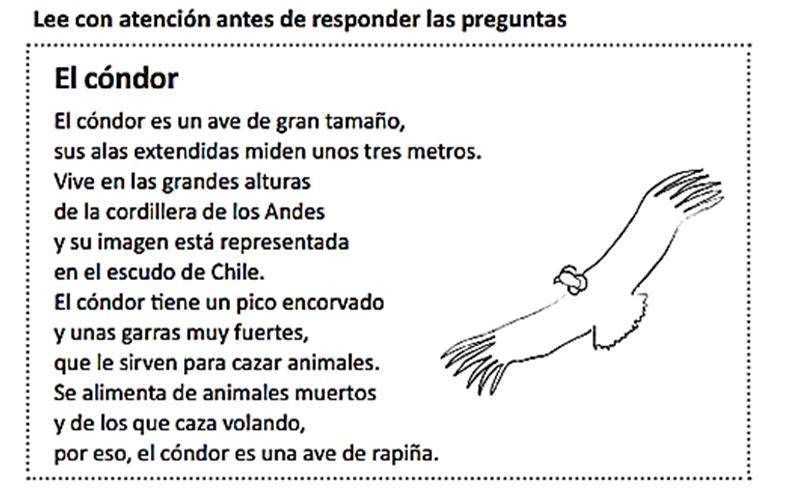 Lee con atención antes de responder las preguntas
El cóndor
El cóndor es un ave de gran tamaño,
sus alas extendidas miden unos tres metros.
Vive en las grandes alturas
de la cordillera de los Andes
y su imagen está representada
en el escudo de Chile.
El cóndor tiene un pico encorvado
y unas garras muy fuertes,
que le sirven para cazar animales.
Se alimenta de animales muertos
y de los que caza volando,
por eso, el cóndor es una ave de rapiña.